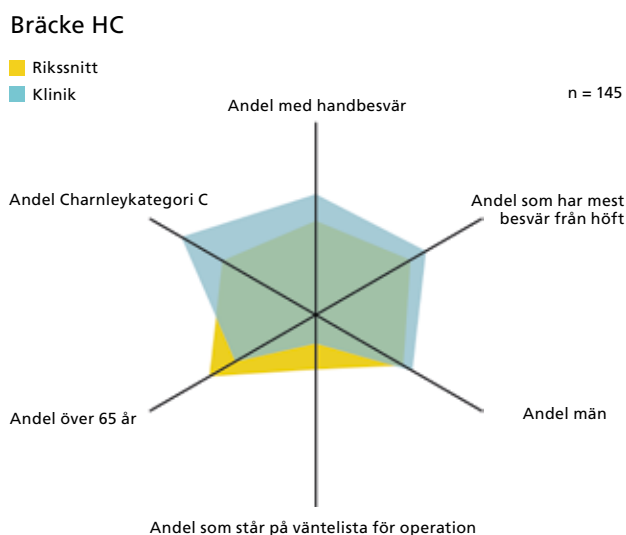 Bräcke HC
Rikssnitt
Klinik
n = 145
Andel med handbesvär
Andel Charnleykategori C
Andel som har mest
besvär från höft
Andel över 65 år
Andel män
Andel som står på väntelista för operation